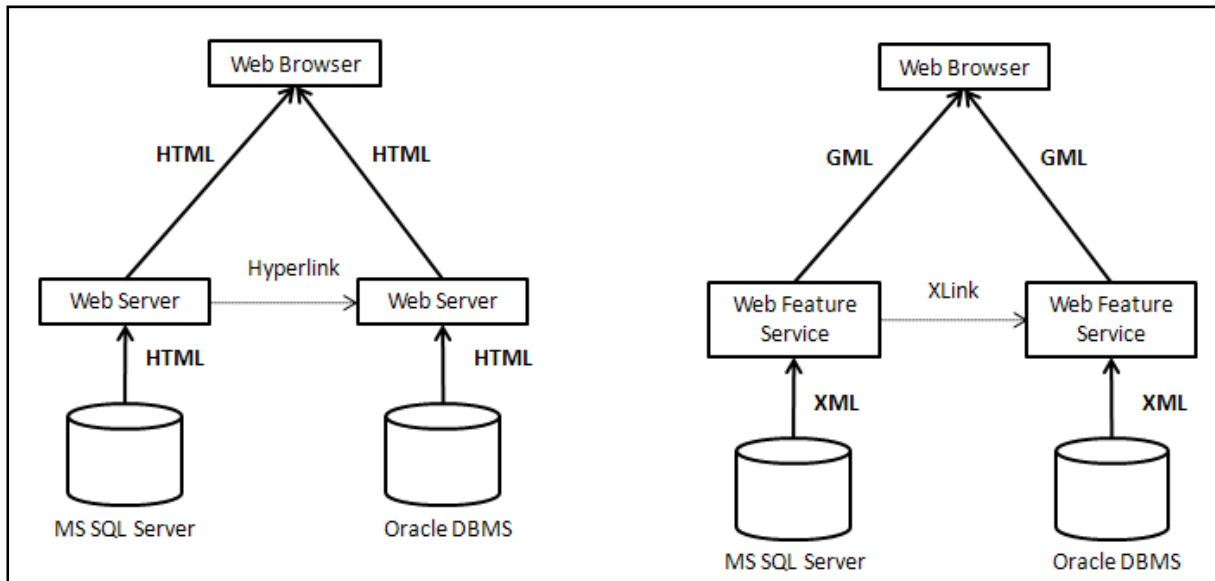 Web Browser
HTML
HTML
Hyperlink
Web Server
Web Server
HTML
HTML
MS SQL Server
Oracle DBMS
Web Browser
GML
GML
XLink
Web Feature
Service
Web Feature
Service
XML
XML
MS SQL Server
Oracle DBMS